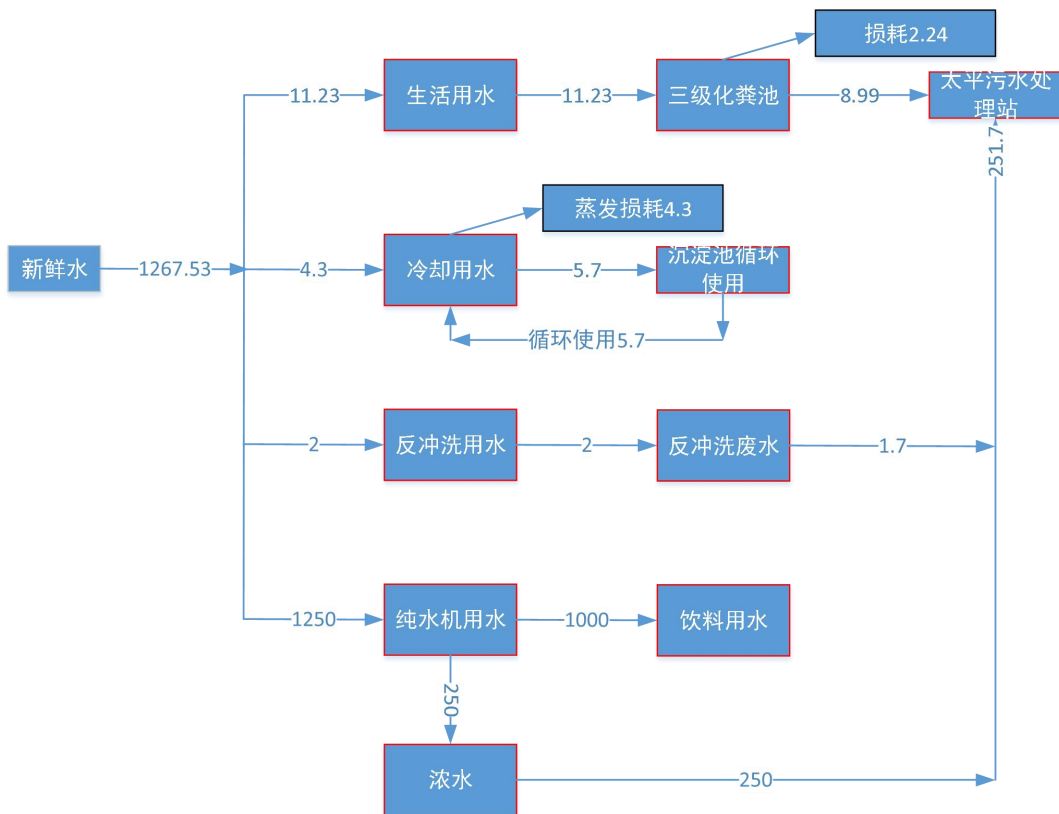 损耗2.24
11.23
生活用水
11.23
三级化粪池
8.99
太平污水处
理站
251.7
蒸发损耗4.3
新鲜水
1267.53
4.3
冷却用水
5.7
沉淀池循环
使用
循环使用5.7
2
反冲洗用水
2
反冲洗废水
1.7
1250
纯水机用水
1000
饮料用水
250
浓水
250